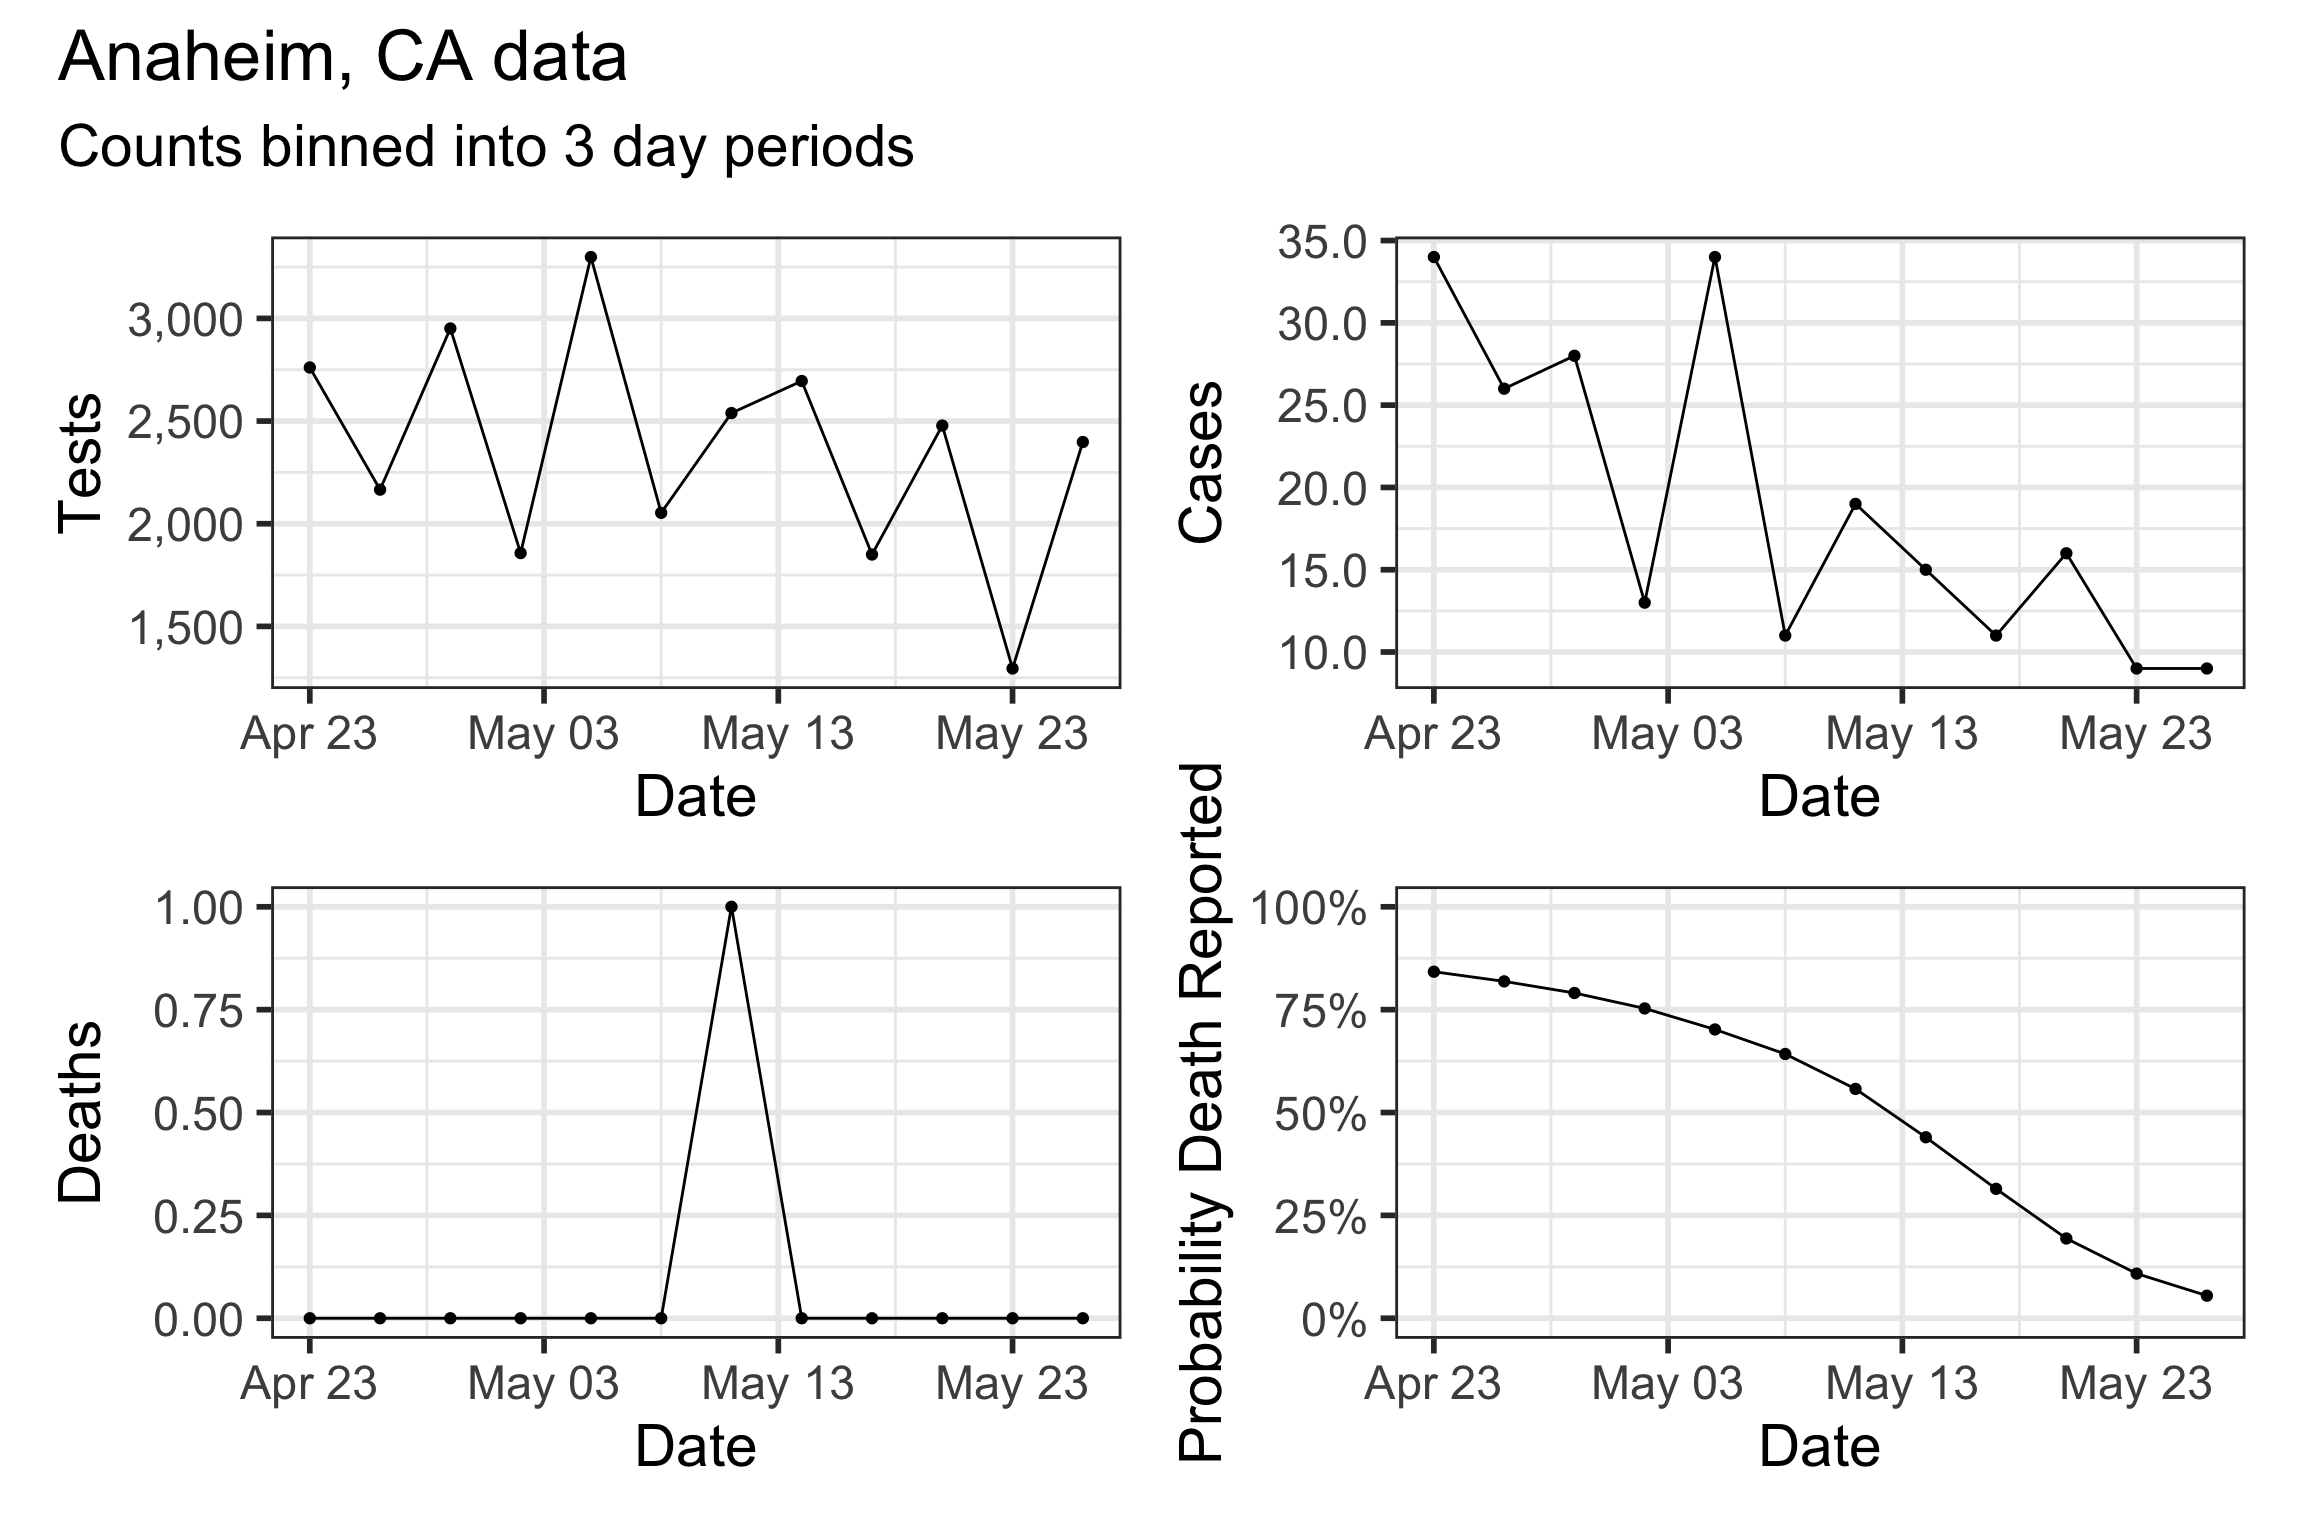 Anaheim, CA data
Counts binned into 3 day periods
Tests
3,000
2,500
2,000
1,500
Apr 23 May 03 May 13 May 23
Date
Cases
35.0
30.0
25.0
20.0
15.0
10.0
Apr 23 May 03 May 13 May 23
Date
Deaths
1.00
0.75
0.50
0.25
0.00
Apr 23 May 03 May 13 May 23
Date
Probability Death Reported
100%
75%
50%
25%
0%
Apr 23 May 03 May 13 May 23
Date